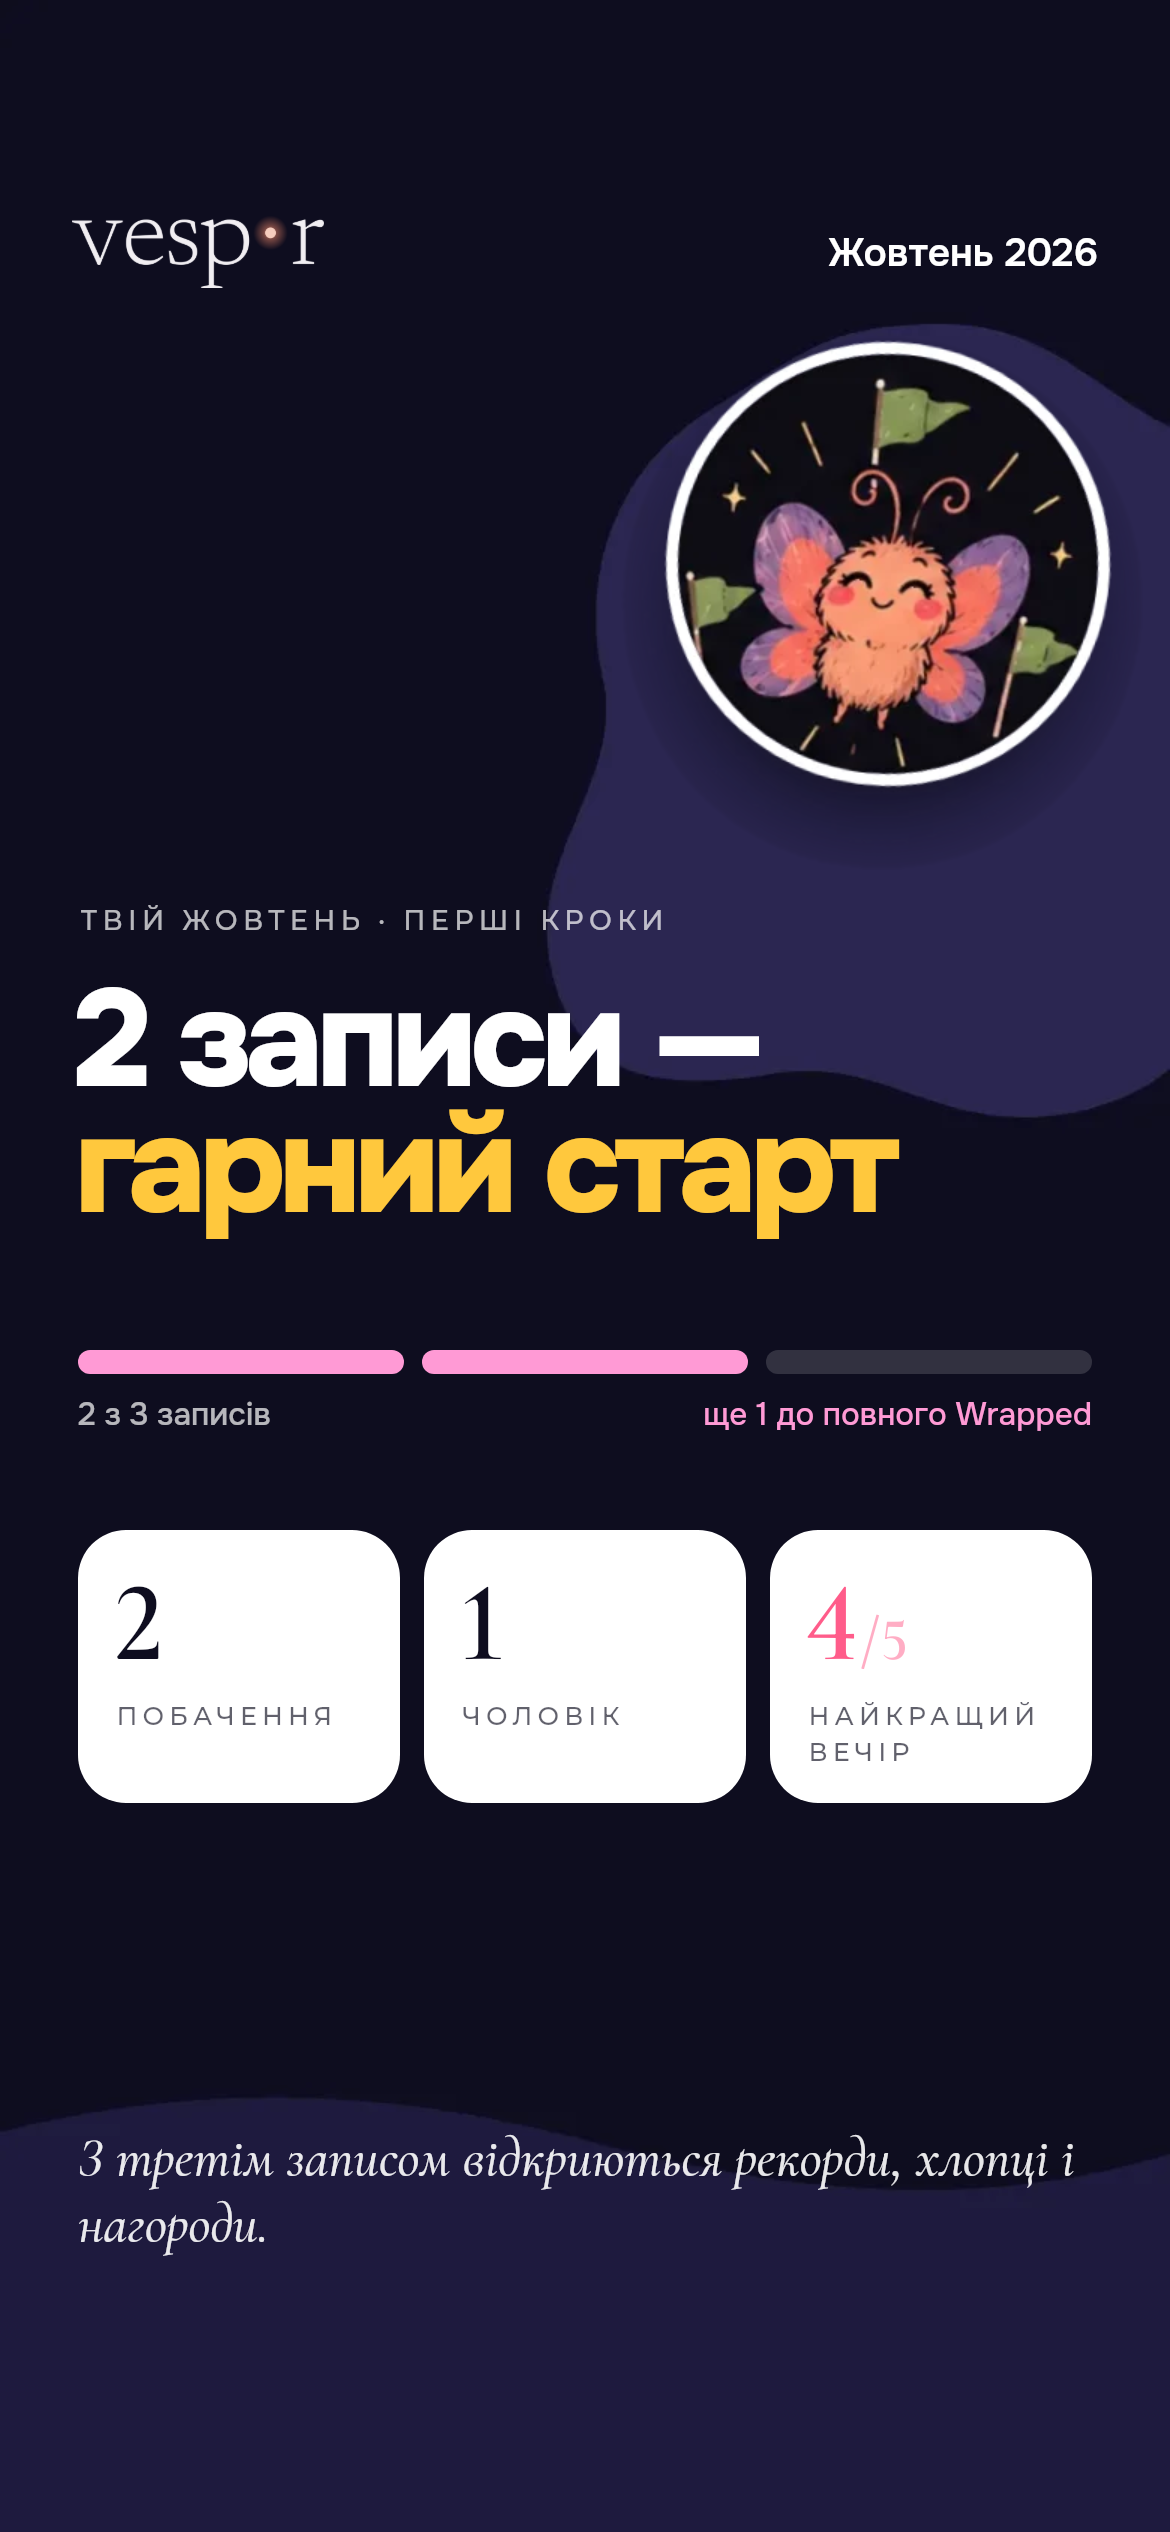 vesp•r
Жовтень 2026
ТВІЙ ЖОВТЕНЬ · ПЕРШІ КРОКИ
2 записи —
гарний старт
2 з 3 записів
ще 1 до повного Wrapped
2
ПОБАЧЕННЯ
1
ЧОЛОВІК
4/5
НАЙКРАЩИЙ
ВЕЧІР
З третім записом відкриються рекорди, хлопці і
нагороди.